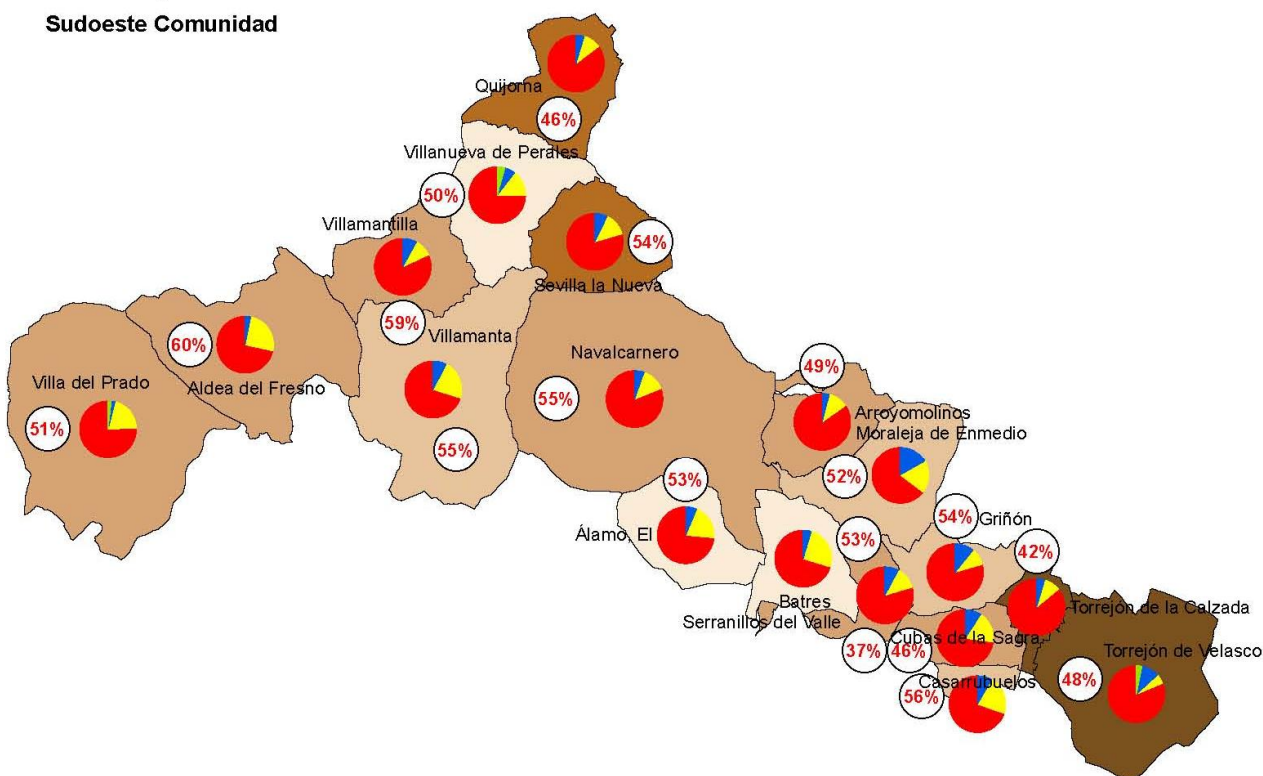 Sudoeste Comunidad
Quijorna
46%
Villanueva de Perales
50%
Villamantilla
54%
Sevilla la Nueva
59%
Villamanta
60%
Aldea del Fresno
Villa del Prado
51%
Navalcarnero
55%
55%
49%
Arroyomolinos
Moraleja de Enmedio
52%
53%
Álamo, El
54%
Griñón
53%
42%
Batres
Serranillos del Valle
Torrejón de la Calzada
37%
46%
Cubas de la Sagra
Torrejón de Velasco
48%
Casarrubuelos
56%